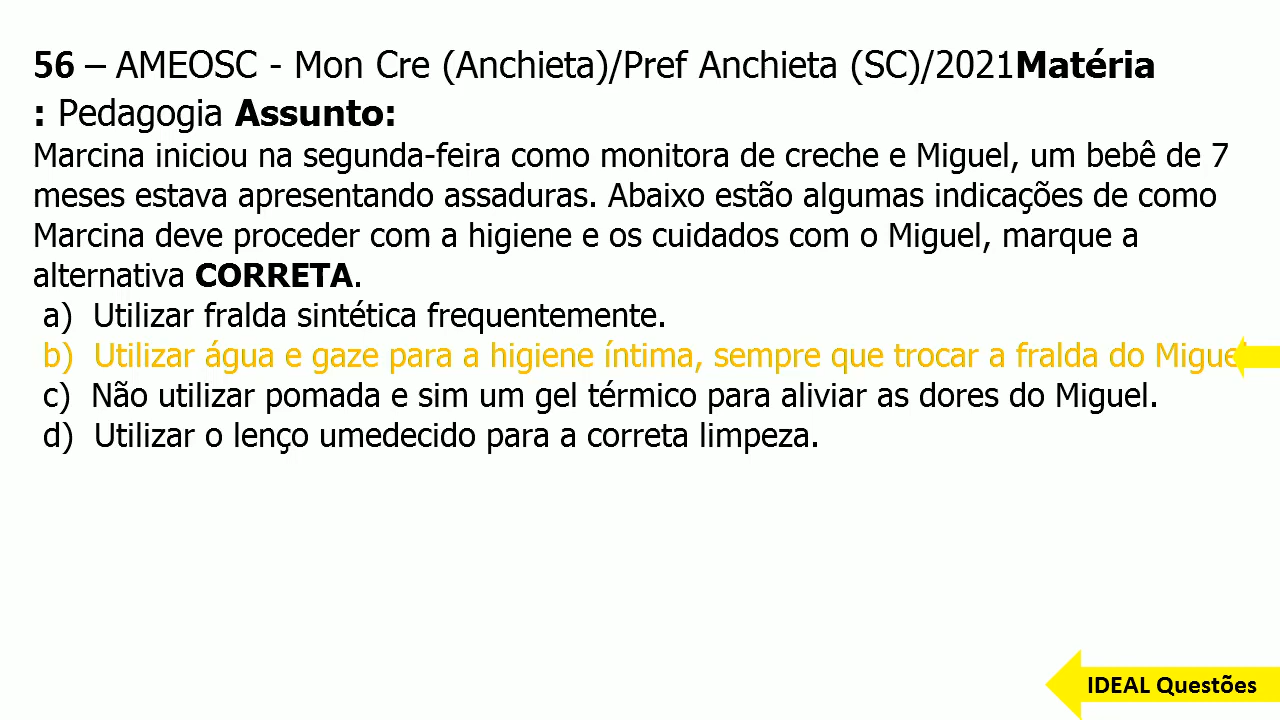 56 – AMEOSC - Mon Cre (Anchieta)/Pref Anchieta (SC)/2021Matéria
: Pedagogia Assunto:
Marcina iniciou na segunda-feira como monitora de creche e Miguel, um bebê de 7
meses estava apresentando assaduras. Abaixo estão algumas indicações de como
Marcina deve proceder com a higiene e os cuidados com o Miguel, marque a
alternativa CORRETA.
a) Utilizar fralda sintética frequentemente.
b) Utilizar água e gaze para a higiene íntima, sempre que trocar a fralda do Miguel
c) Não utilizar pomada e sim um gel térmico para aliviar as dores do Miguel.
d) Utilizar o lenço umedecido para a correta limpeza.
IDEAL Questões